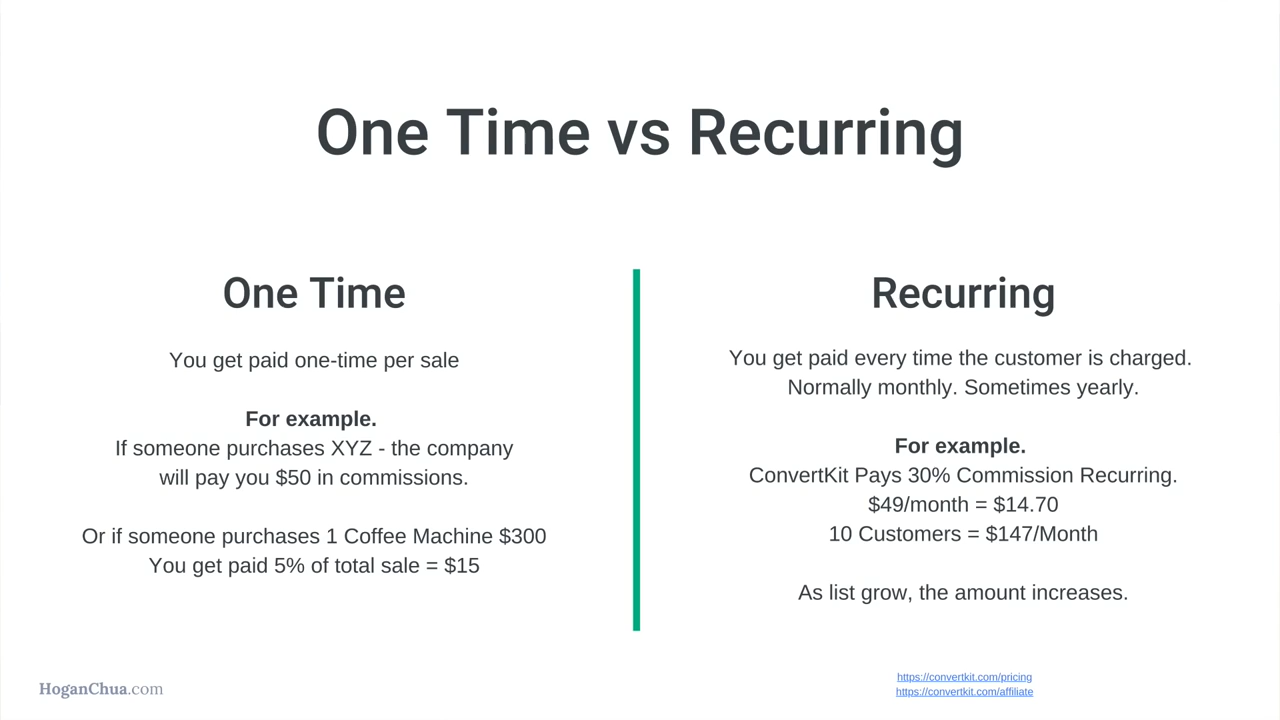 One Time vs Recurring
One Time
You get paid one-time per sale
For example.
If someone purchases XYZ - the company
will pay you $50 in commissions.
Or if someone purchases 1 Coffee Machine $300
You get paid 5% of total sale = $15
Recurring
You get paid every time the customer is charged.
Normally monthly. Sometimes yearly.
For example.
ConvertKit Pays 30% Commission Recurring.
$49/month = $14.70
10 Customers = $147/Month
As list grow, the amount increases.
HoganChua.com
https://convertkit.com/pricing
https://convertkit.com/affiliate